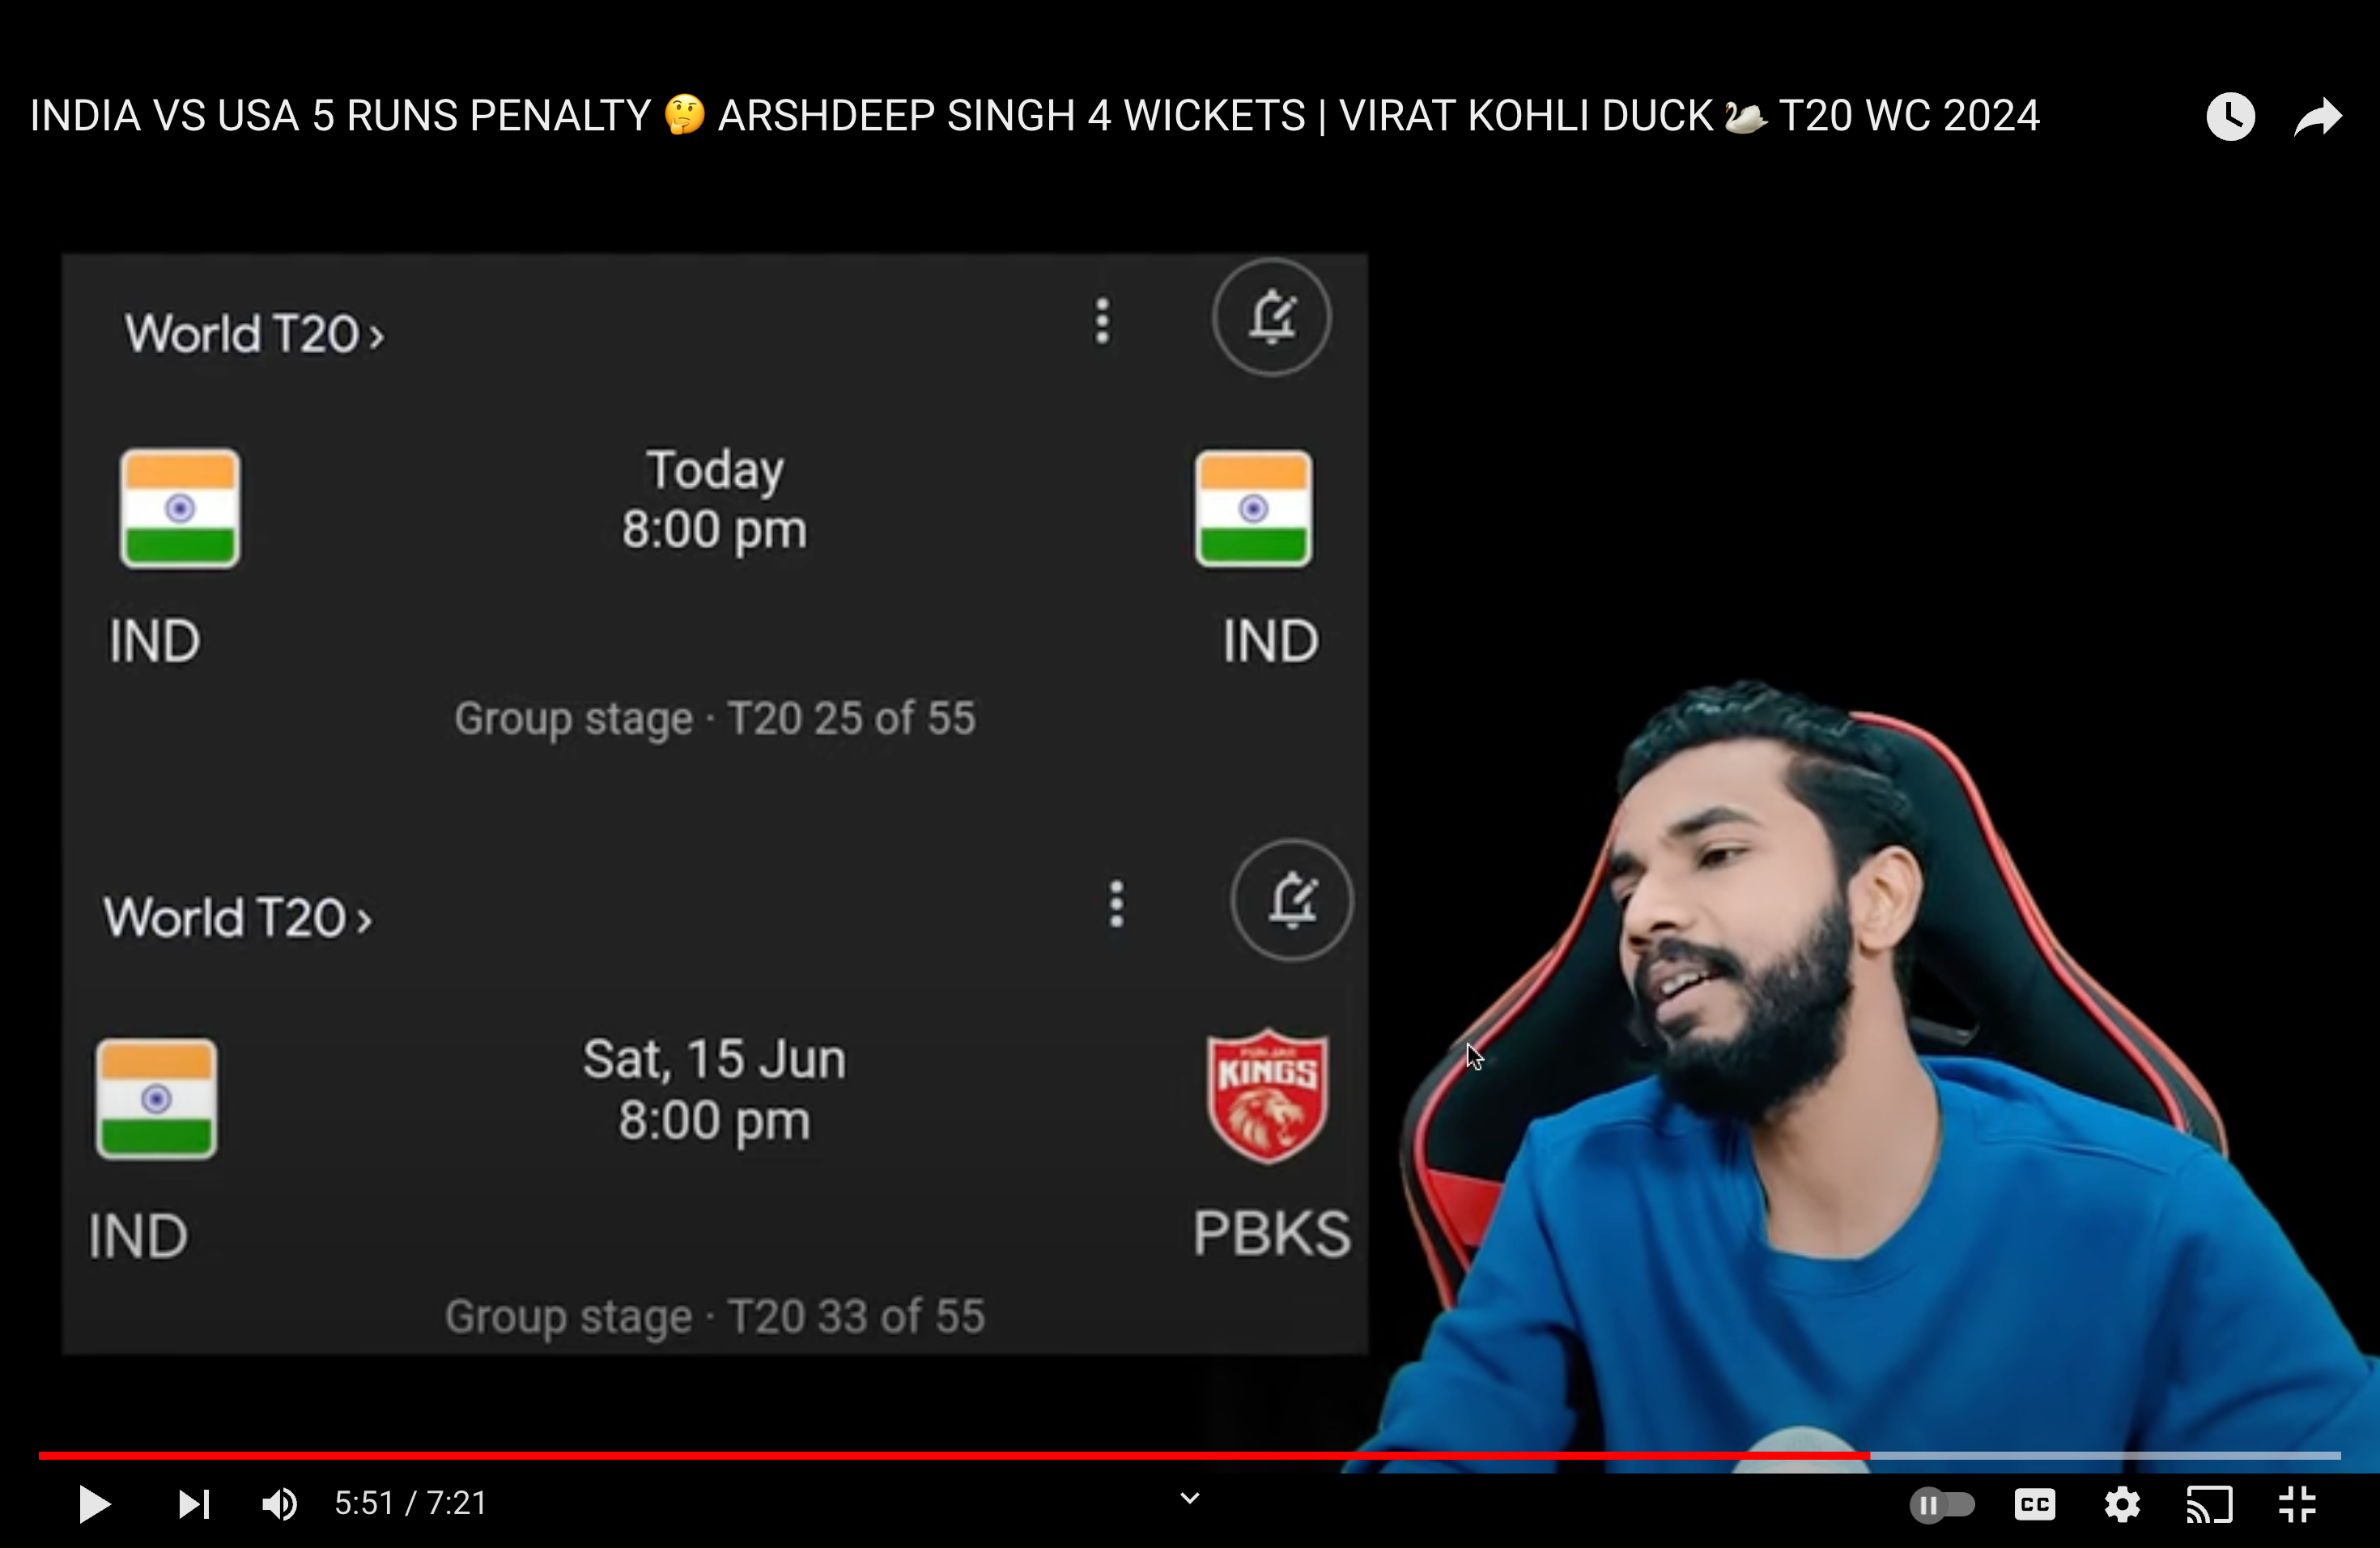 INDIA VS USA 5 RUNS PENALTY 🤔 ARSHDEEP SINGH 4 WICKETS | VIRAT KOHLI DUCK 🦢 T20 WC 2024
World T20 ›
Today
8:00 pm
IND
IND
Group stage · T20 25 of 55
World T20 ›
Sat, 15 Jun
8:00 pm
KINGS
IND
PBKS
Group stage · T20 33 of 55
5:51 / 7:21
CC